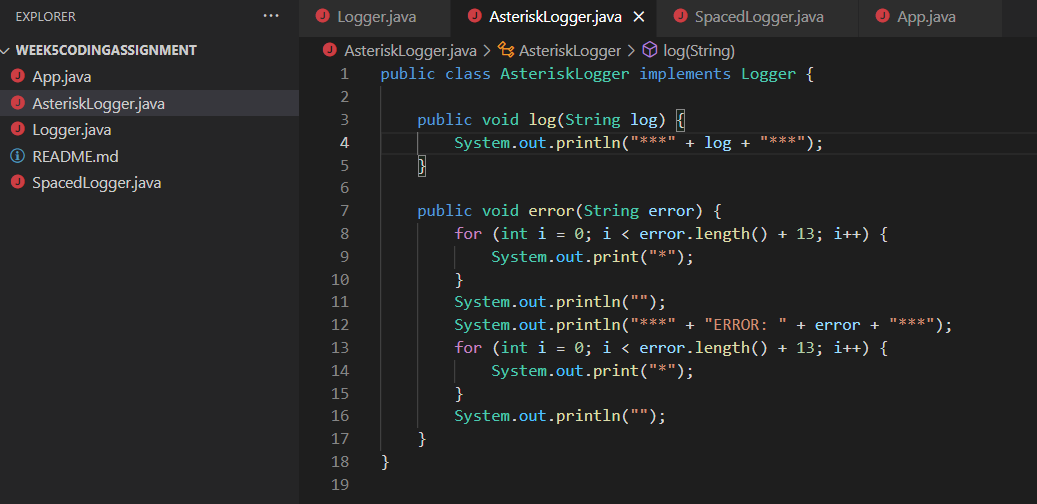 EXPLORER ...
WEEK5CODINGASSIGNMENT
App.java
AsteriskLogger.java
Logger.java
README.md
SpacedLogger.java
Logger.java AsteriskLogger.java SpacedLogger.java App.java
AsteriskLogger.java > AsteriskLogger > log(String)
1 public class AsteriskLogger implements Logger {
2
3     public void log(String log) {
4         System.out.println("***" + log + "***");
5     }
6
7     public void error(String error) {
8         for (int i = 0; i < error.length() + 13; i++) {
9             System.out.print("*");
10         }
11         System.out.println("");
12         System.out.println("***" + "ERROR: " + error + "***");
13         for (int i = 0; i < error.length() + 13; i++) {
14             System.out.print("*");
15         }
16         System.out.println("");
17     }
18 }
19